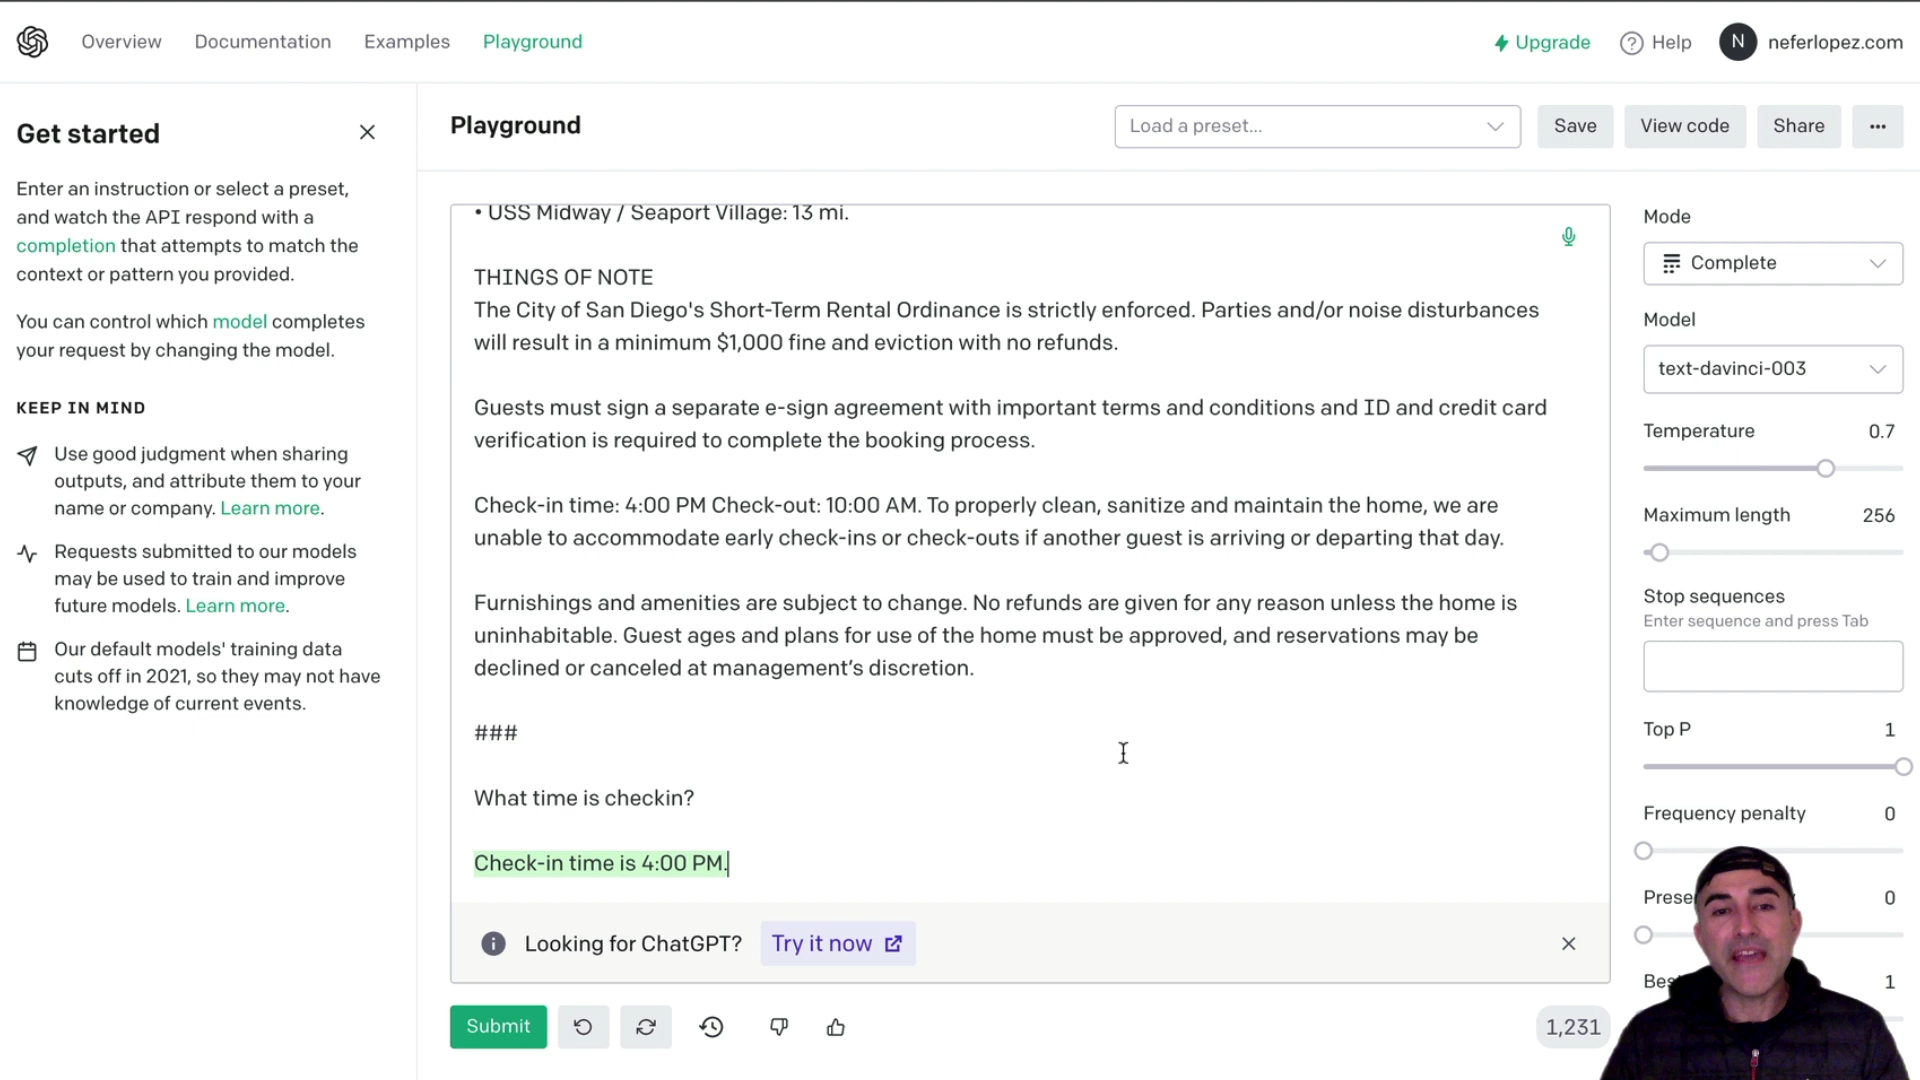 Overview Documentation Examples Playground
Upgrade Help N neferlopez.com
Get started
Enter an instruction or select a preset,
and watch the API respond with a
completion that attempts to match the
context or pattern you provided.
You can control which model completes
your request by changing the model.
KEEP IN MIND
Use good judgment when sharing
outputs, and attribute them to your
name or company. Learn more.
Requests submitted to our models
may be used to train and improve
future models. Learn more.
Our default models' training data
cuts off in 2021, so they may not have
knowledge of current events.
Playground
Load a preset...
Save
View code
Share
...
• USS Midway / Seaport Village: 13 mi.
THINGS OF NOTE
The City of San Diego's Short-Term Rental Ordinance is strictly enforced. Parties and/or noise disturbances
will result in a minimum $1,000 fine and eviction with no refunds.
Guests must sign a separate e-sign agreement with important terms and conditions and ID and credit card
verification is required to complete the booking process.
Check-in time: 4:00 PM Check-out: 10:00 AM. To properly clean, sanitize and maintain the home, we are
unable to accommodate early check-ins or check-outs if another guest is arriving or departing that day.
Furnishings and amenities are subject to change. No refunds are given for any reason unless the home is
uninhabitable. Guest ages and plans for use of the home must be approved, and reservations may be
declined or canceled at management’s discretion.
###
What time is checkin?
Check-in time is 4:00 PM.
Looking for ChatGPT? Try it now
Submit
1,231
Mode
Complete
Model
text-davinci-003
Temperature 0.7
Maximum length 256
Stop sequences
Enter sequence and press Tab
Top P 1
Frequency penalty 0
0
1